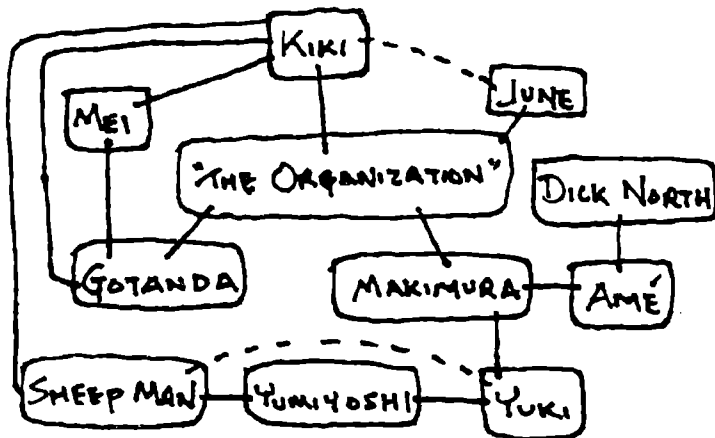 KIKI
JUNE
MEI
"THE ORGANIZATION"
DICK NORTH
GOTANDA
MAKIMURA
AMÉ
SHEEP MAN
YUMIYOSHI
YUKI